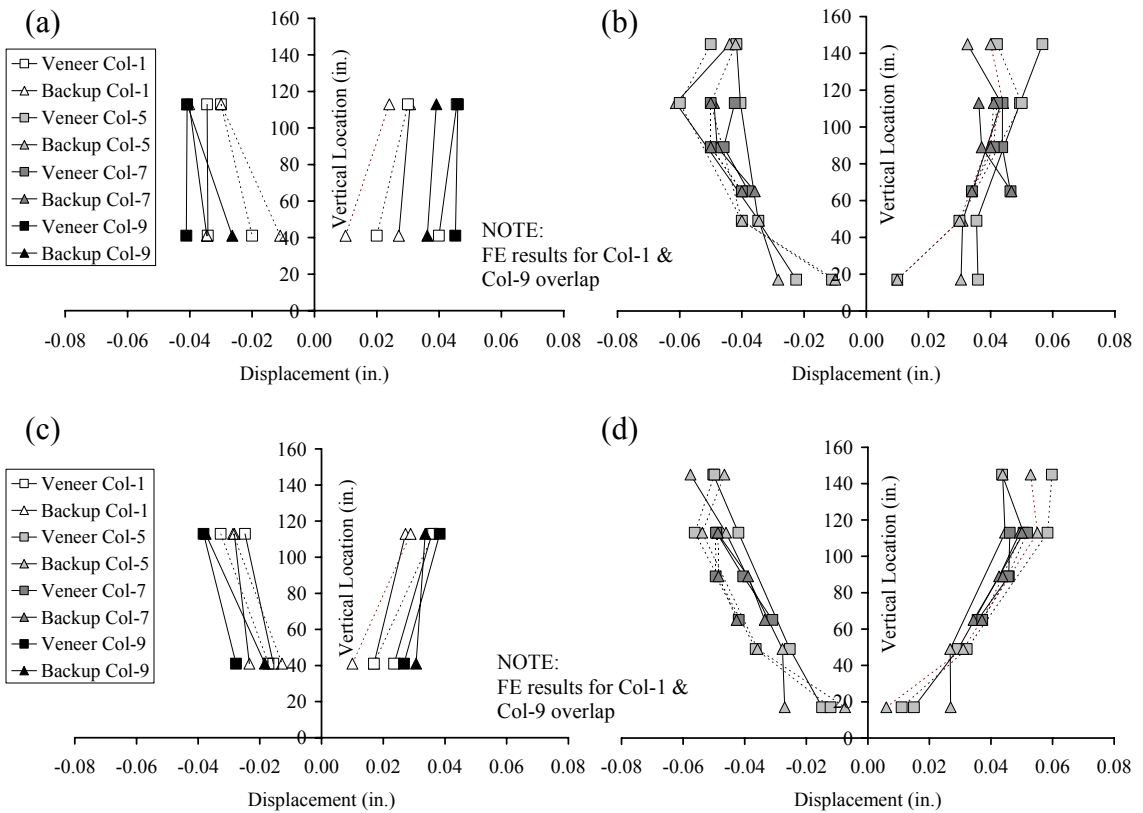 (a)
Veneer Col-1
Backup Col-1
Veneer Col-5
Backup Col-5
Veneer Col-7
Backup Col-7
Veneer Col-9
Backup Col-9
160
140
120
100
80
60
40
20
0
Vertical Location (in.)
-0.08 -0.06 -0.04 -0.02 0.00 0.02 0.04 0.06 0.08
Displacement (in.)
NOTE:
FE results for Col-1 &
Col-9 overlap
(b)
160
140
120
100
80
60
40
20
0
Vertical Location (in.)
-0.08 -0.06 -0.04 -0.02 0.00 0.02 0.04 0.06 0.08
Displacement (in.)
(c)
Veneer Col-1
Backup Col-1
Veneer Col-5
Backup Col-5
Veneer Col-7
Backup Col-7
Veneer Col-9
Backup Col-9
160
140
120
100
80
60
40
20
0
Vertical Location (in.)
-0.08 -0.06 -0.04 -0.02 0.00 0.02 0.04 0.06 0.08
Displacement (in.)
NOTE:
FE results for Col-1 &
Col-9 overlap
(d)
160
140
120
100
80
60
40
20
0
Vertical Location (in.)
-0.08 -0.06 -0.04 -0.02 0.00 0.02 0.04 0.06 0.08
Displacement (in.)